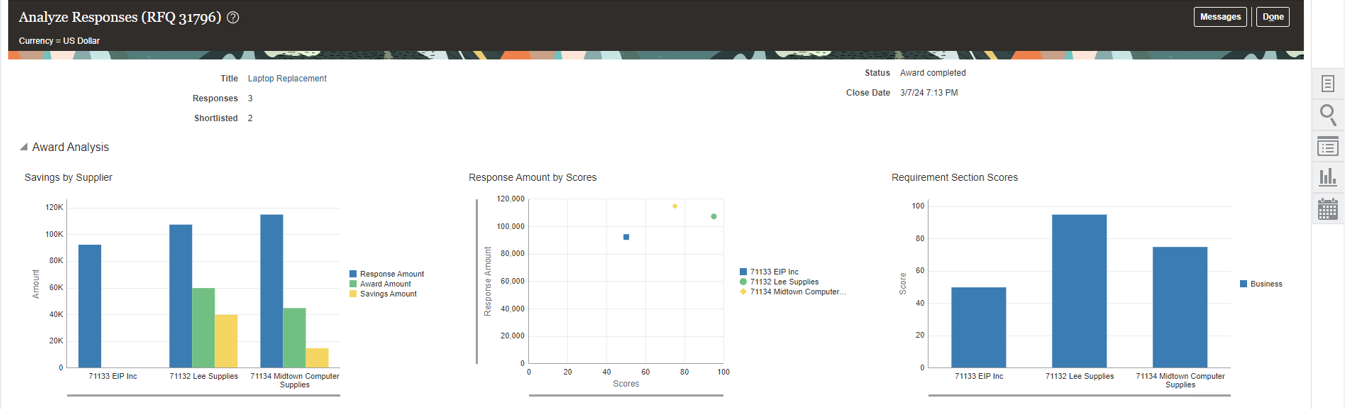 Analyze Responses (RFQ 31796) ?
Messages
Done
Currency = US Dollar
Title Laptop Replacement
Status Award completed
Responses 3
Close Date 3/7/24 7:13 PM
Shortlisted 2
Award Analysis
Savings by Supplier
120K
100K
80K
60K
40K
20K
0
Amount
71133 EIP Inc
71132 Lee Supplies
71134 Midtown Computer
Supplies
Response Amount
Award Amount
Savings Amount
Response Amount by Scores
120,000
100,000
80,000
60,000
40,000
20,000
0
Response Amount
0 20 40 60 80 100
Scores
71133 EIP Inc
71132 Lee Supplies
71134 Midtown Computer...
Requirement Section Scores
100
80
60
40
20
0
Score
71133 EIP Inc
71132 Lee Supplies
71134 Midtown Computer
Supplies
Business